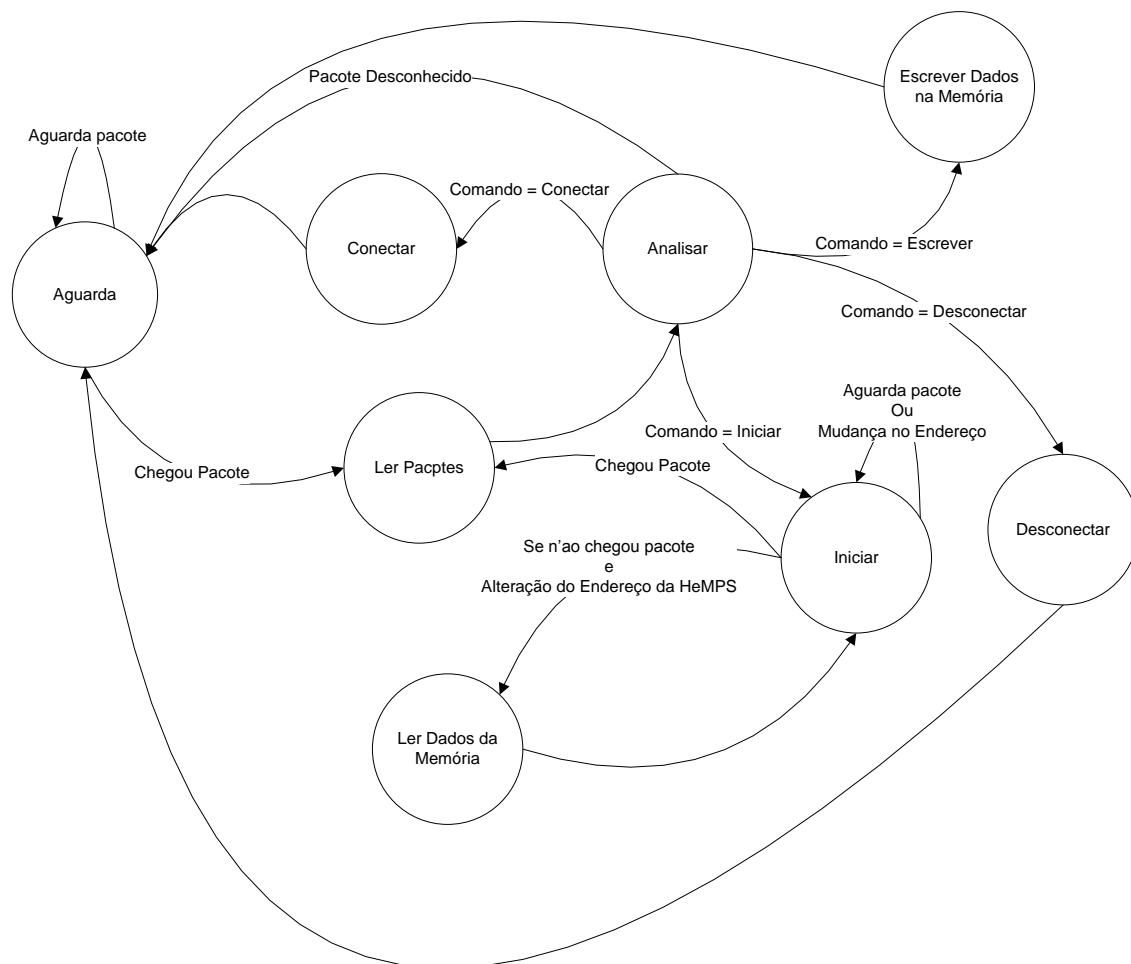 Escrever Dados
na Memória
Pacote Desconhecido
Aguarda pacote
Comando = Conectar
Conectar
Analisar
Comando = Escrever
Aguarda
Comando = Desconectar
Aguarda pacote
Ou
Mudança no Endereço
Comando = Iniciar
Chegou Pacote
Ler Pacptes
Chegou Pacote
Desconectar
Se n’ao chegou pacote
e
Alteração do Endereço da HeMPS
Iniciar
Ler Dados da
Memória